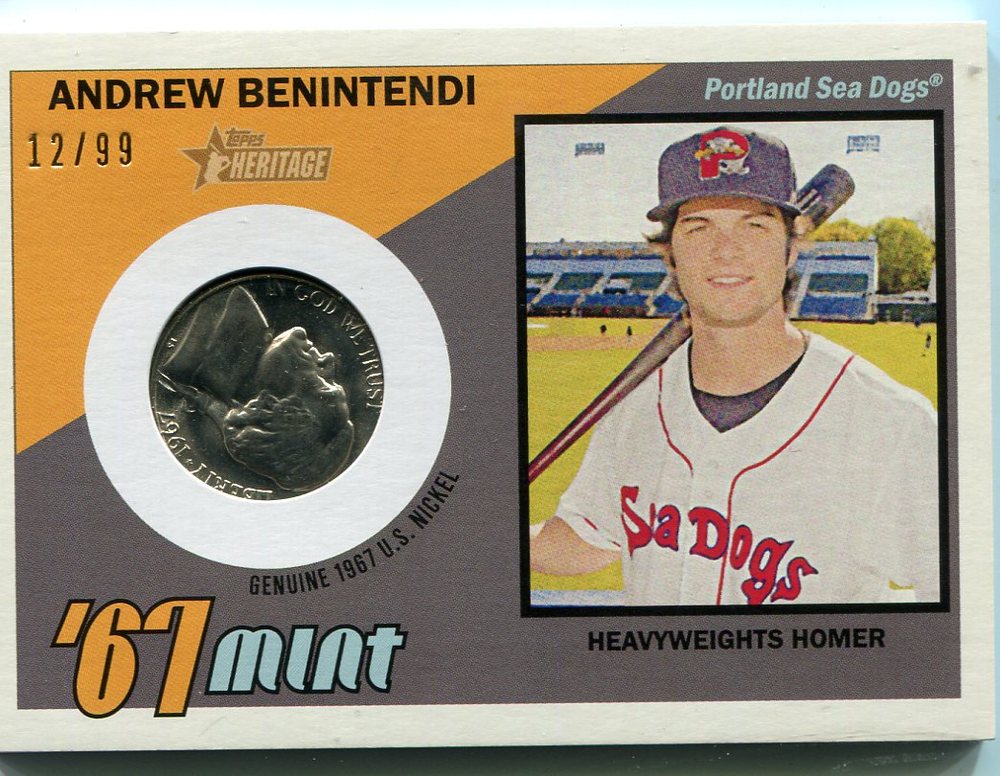 ANDREW BENINTENDI
Portland Sea Dogs®
12/99
Topps
HERITAGE
IN GOD WE TRUST
LIBERTY * 1967
GENUINE 1967 U.S. NICKEL
'67 mint
P
Sea Dogs
HEAVYWEIGHTS HOMER